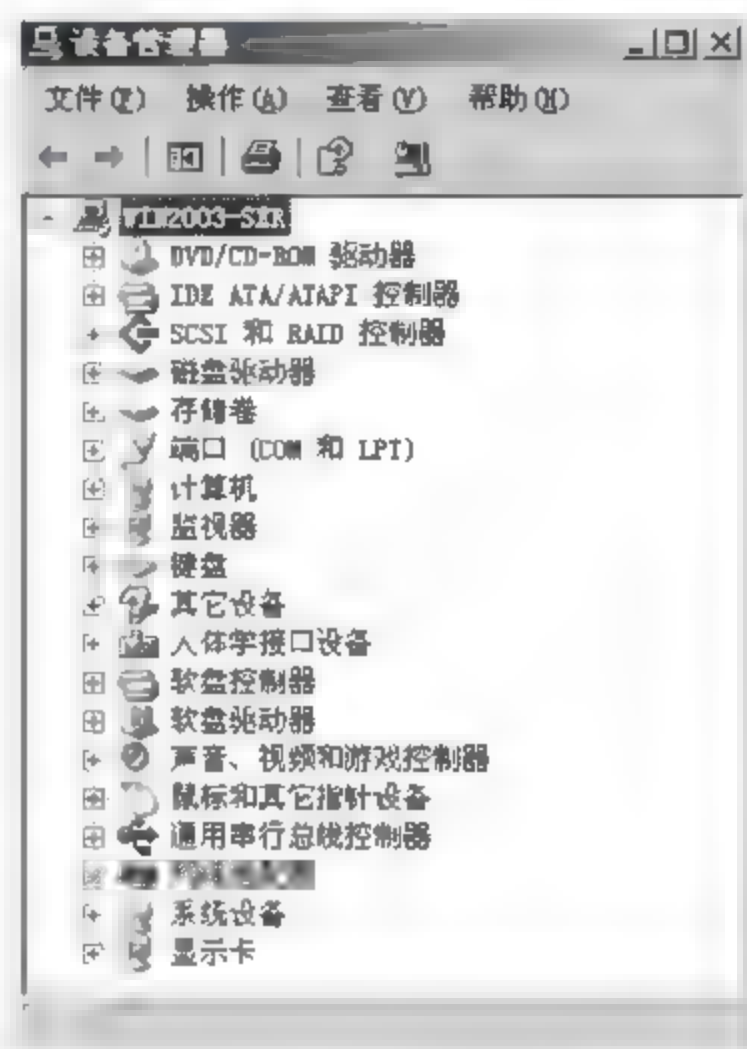 设备管理器
文件(F) 操作(A) 查看(V) 帮助(H)
WIN2003-SXR
DVD/CD-ROM 驱动器
IDE ATA/ATAPI 控制器
SCSI 和 RAID 控制器
磁盘驱动器
存储卷
端口 (COM 和 LPT)
计算机
监视器
键盘
其它设备
人体学接口设备
软盘控制器
软盘驱动器
声音、视频和游戏控制器
鼠标和其它指针设备
通用串行总线控制器
系统设备
显示卡